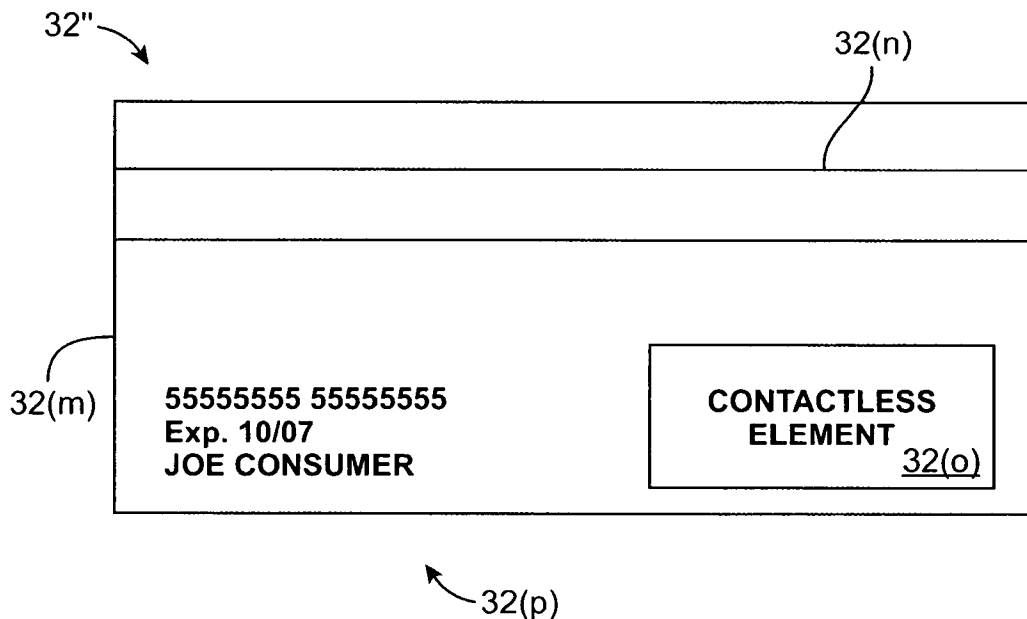 32"
32(n)
32(m)
55555555 55555555
Exp. 10/07
JOE CONSUMER
CONTACTLESS
ELEMENT
32(o)
32(p)